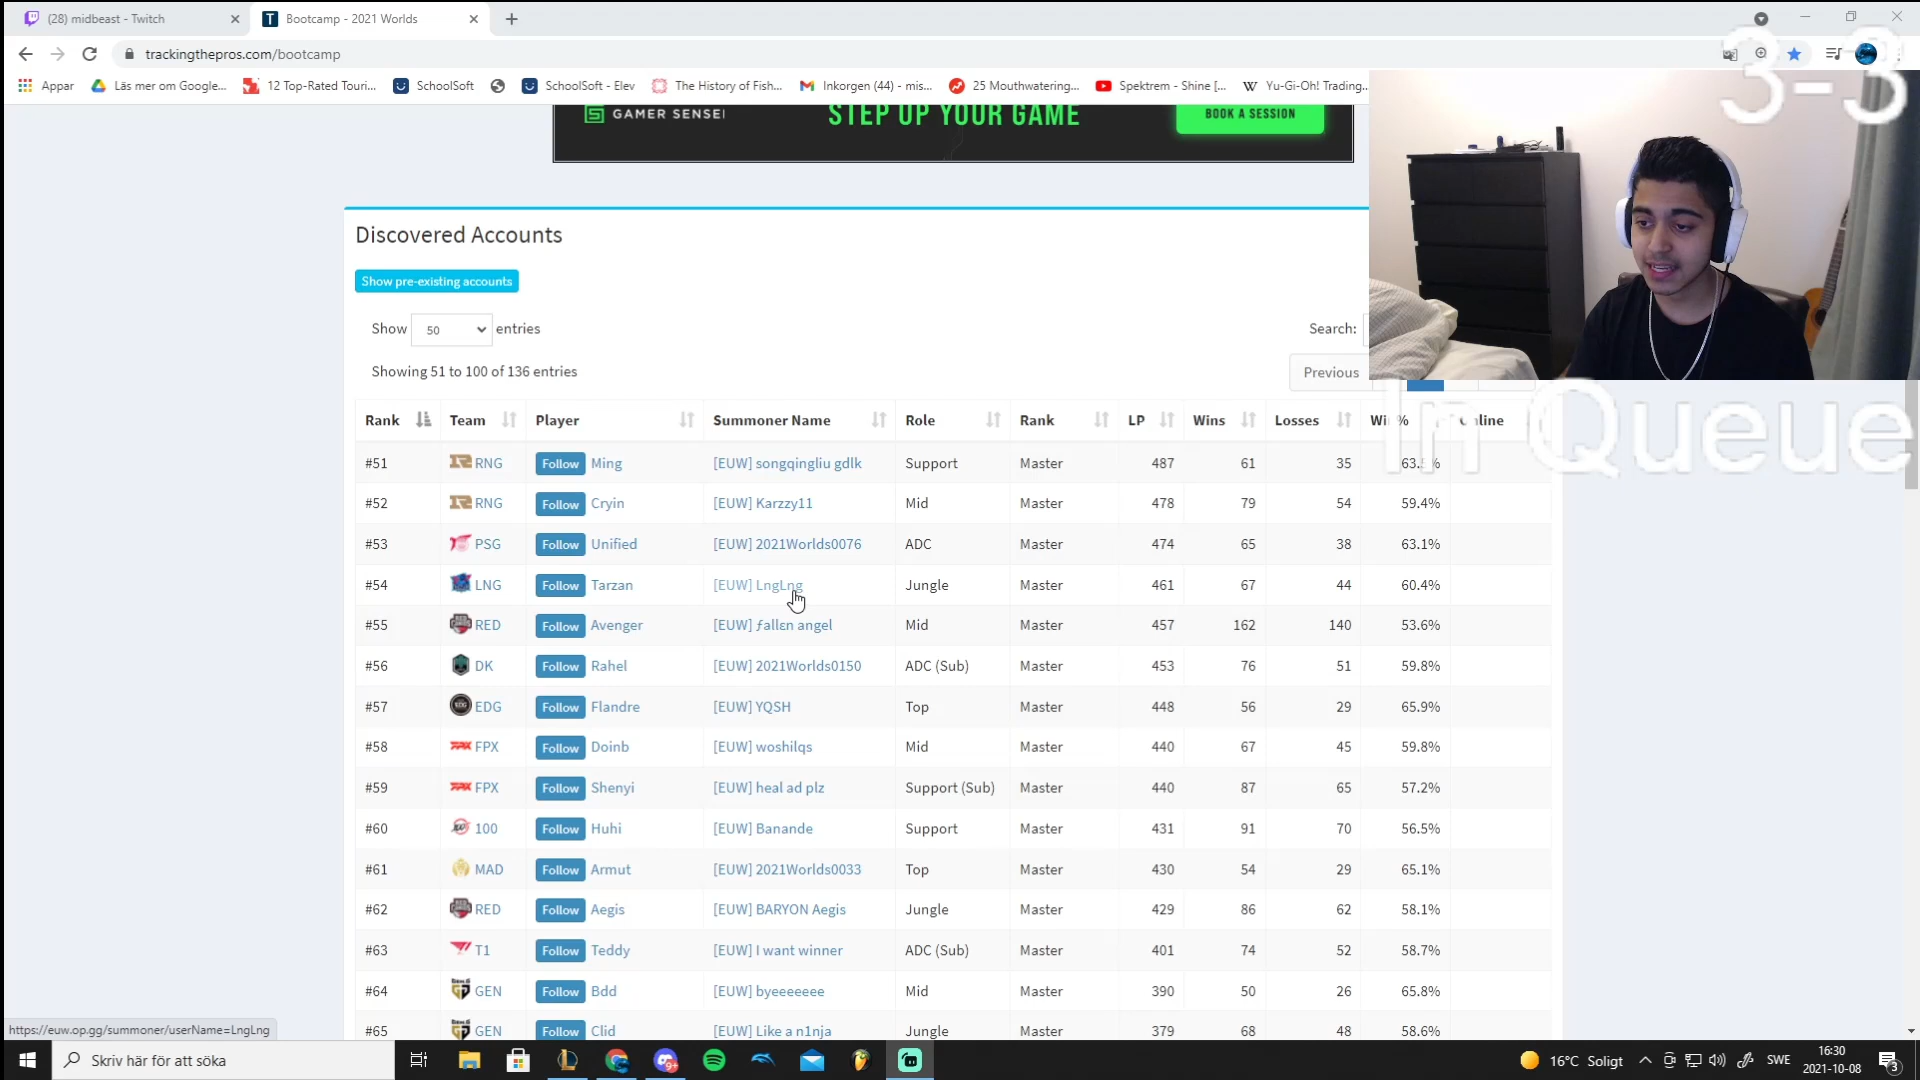 (28) midbeast - Twitch
Bootcamp - 2021 Worlds
trackingthepros.com/bootcamp
Appar
Läs mer om Google...
12 Top-Rated Touri...
SchoolSoft
SchoolSoft - Elev
The History of Fish...
Inkorgen (44) - mis...
25 Mouthwatering...
Spektrem - Shine [...
Yu-Gi-Oh! Trading...
3-3
GAMER SENSEI
STEP UP YOUR GAME
BOOK A SESSION
Discovered Accounts
Show pre-existing accounts
Show 50 entries
Search:
Showing 51 to 100 of 136 entries
Previous
In Queue
Rank Team Player Summoner Name Role Rank LP Wins Losses Win% Online
#51 RNG Follow Ming [EUW] songqingliu gdlk Support Master 487 61 35 63.5%
#52 RNG Follow Cryin [EUW] Karzzy11 Mid Master 478 79 54 59.4%
#53 PSG Follow Unified [EUW] 2021Worlds0076 ADC Master 474 65 38 63.1%
#54 LNG Follow Tarzan [EUW] LngLng Jungle Master 461 67 44 60.4%
#55 RED Follow Avenger [EUW] ƒallεn angel Mid Master 457 162 140 53.6%
#56 DK Follow Rahel [EUW] 2021Worlds0150 ADC (Sub) Master 453 76 51 59.8%
#57 EDG Follow Flandre [EUW] YQSH Top Master 448 56 29 65.9%
#58 FPX Follow Doinb [EUW] woshilqs Mid Master 440 67 45 59.8%
#59 FPX Follow Shenyi [EUW] heal ad plz Support (Sub) Master 440 87 65 57.2%
#60 100 Follow Huhi [EUW] Banande Support Master 431 91 70 56.5%
#61 MAD Follow Armut [EUW] 2021Worlds0033 Top Master 430 54 29 65.1%
#62 RED Follow Aegis [EUW] BARYON Aegis Jungle Master 429 86 62 58.1%
#63 T1 Follow Teddy [EUW] I want winner ADC (Sub) Master 401 74 52 58.7%
#64 GEN Follow Bdd [EUW] byeeeeeee Mid Master 390 50 26 65.8%
#65 GEN Follow Clid [EUW] Like a n1nja Jungle Master 379 68 48 58.6%
https://euw.op.gg/summoner/userName=LngLng
Skriv här för att söka
16°C Soligt
SWE
16:30
2021-10-08
3